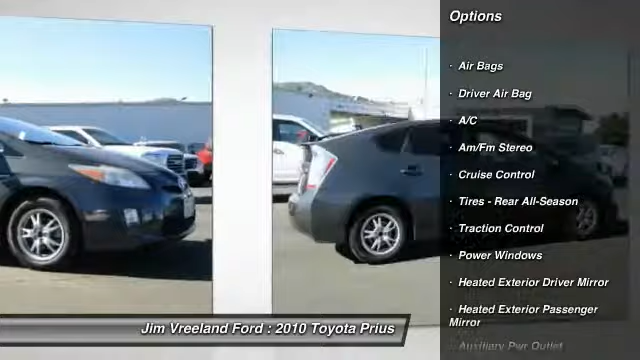 Options
· Air Bags
· Driver Air Bag
· A/C
· Am/Fm Stereo
· Cruise Control
· Tires - Rear All-Season
· Traction Control
· Power Windows
· Heated Exterior Driver Mirror
· Heated Exterior Passenger
Mirror
· Auxiliary Pwr Outlet
Jim Vreeland Ford : 2010 Toyota Prius